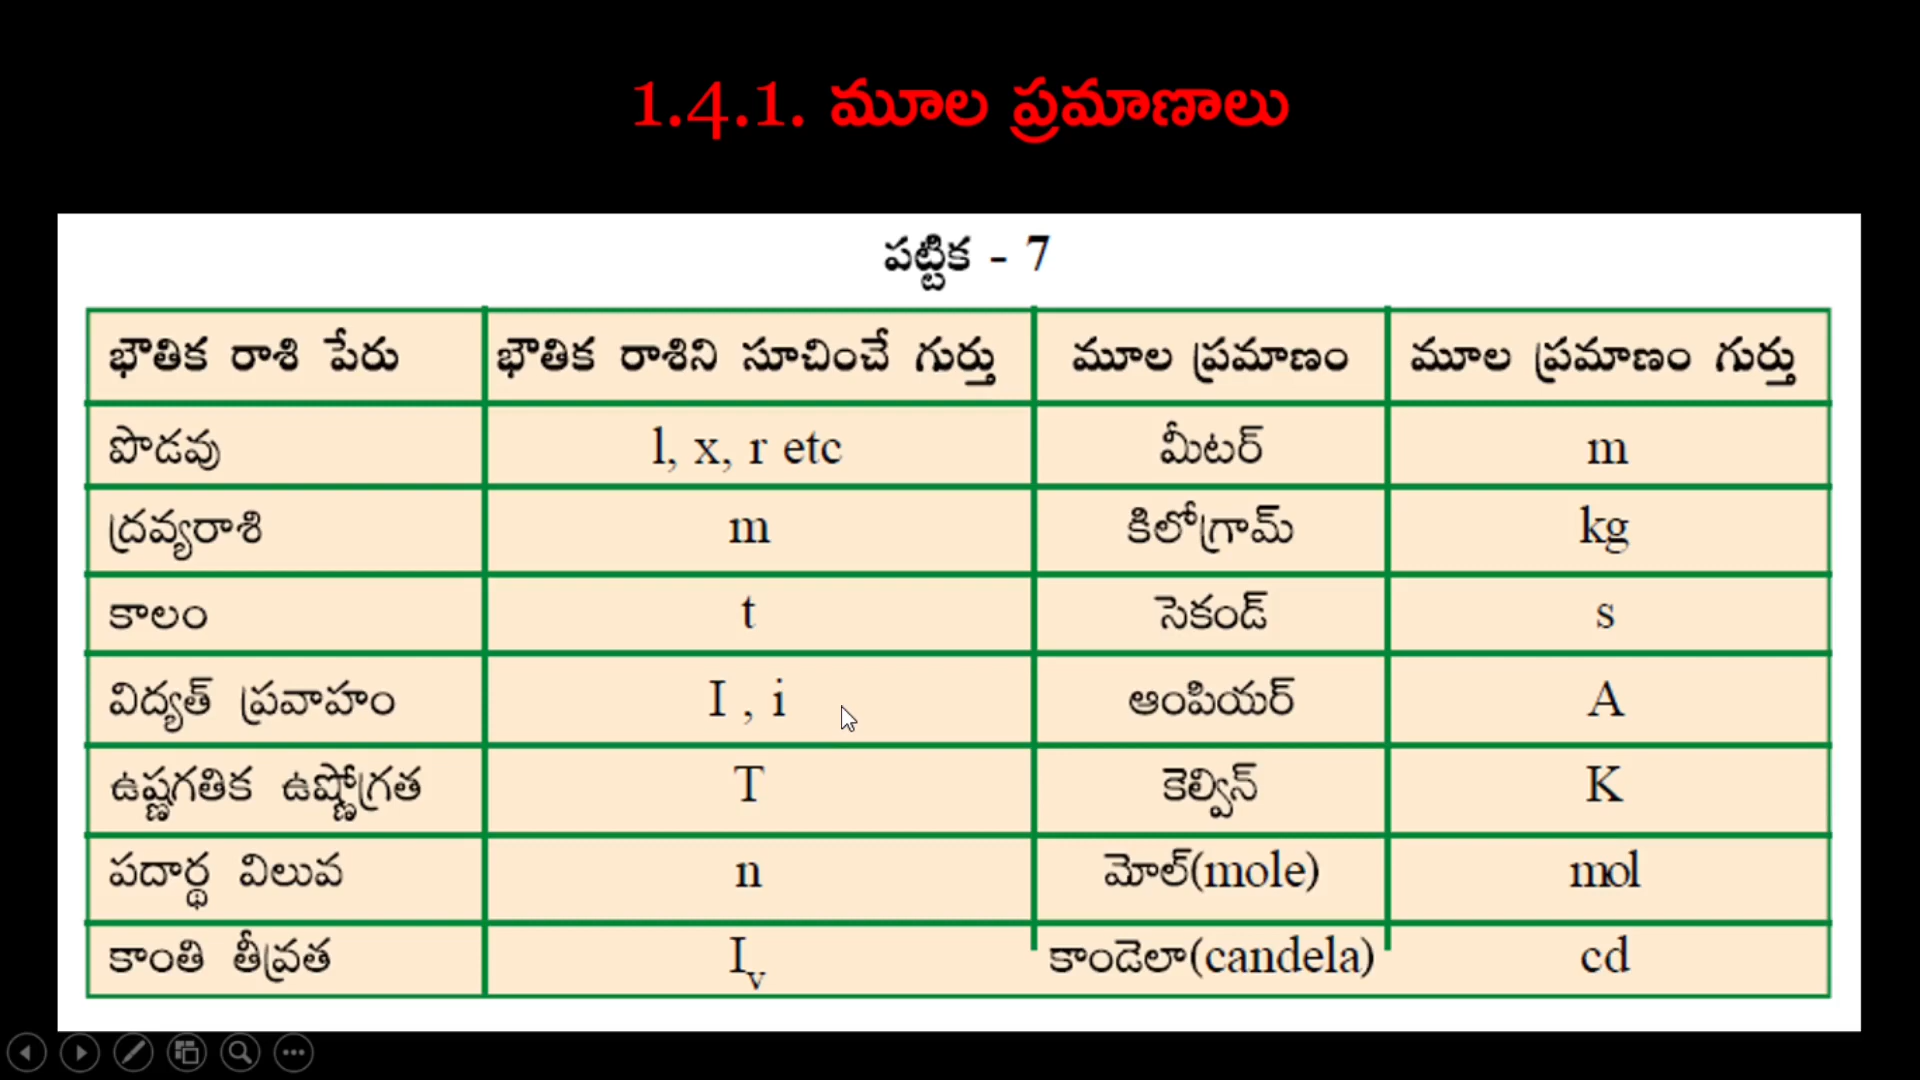 1.4.1. మూల ప్రమాణాలు
పట్టిక - 7
భౌతిక రాశి పేరు భౌతిక రాశిని సూచించే గుర్తు మూల ప్రమాణం మూల ప్రమాణం గుర్తు
పొడవు l, x, r etc మీటర్ m
ద్రవ్యరాశి m కిలోగ్రామ్ kg
కాలం t సెకండ్ s
విద్యత్ ప్రవాహం I , i ఆంపియర్ A
ఉష్ణగతిక ఉష్ణోగ్రత T కెల్విన్ K
పదార్థ విలువ n మోల్(mole) mol
కాంతి తీవ్రత Iv కాండెలా(candela) cd